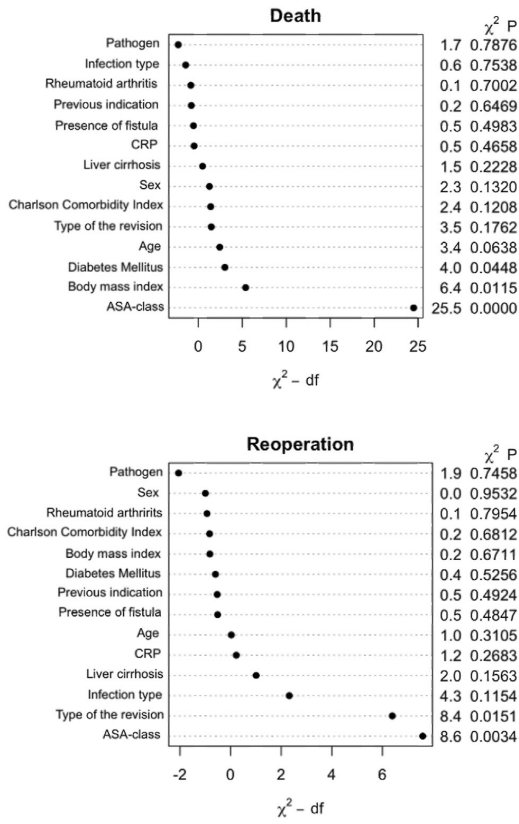 Death
χ² P
Pathogen 1.7 0.7876
Infection type 0.6 0.7538
Rheumatoid arthritis 0.1 0.7002
Previous indication 0.2 0.6469
Presence of fistula 0.5 0.4983
CRP 0.5 0.4658
Liver cirrhosis 1.5 0.2228
Sex 2.3 0.1320
Charlson Comorbidity Index 2.4 0.1208
Type of the revision 3.5 0.1762
Age 3.4 0.0638
Diabetes Mellitus 4.0 0.0448
Body mass index 6.4 0.0115
ASA-class 25.5 0.0000
0 5 10 15 20 25
χ² − df
Reoperation
χ² P
Pathogen 1.9 0.7458
Sex 0.0 0.9532
Rheumatoid arthririts 0.1 0.7954
Charlson Comorbidity Index 0.2 0.6812
Body mass index 0.2 0.6711
Diabetes Mellitus 0.4 0.5256
Previous indication 0.5 0.4924
Presence of fistula 0.5 0.4847
Age 1.0 0.3105
CRP 1.2 0.2683
Liver cirrhosis 2.0 0.1563
Infection type 4.3 0.1154
Type of the revision 8.4 0.0151
ASA-class 8.6 0.0034
-2 0 2 4 6
χ² − df